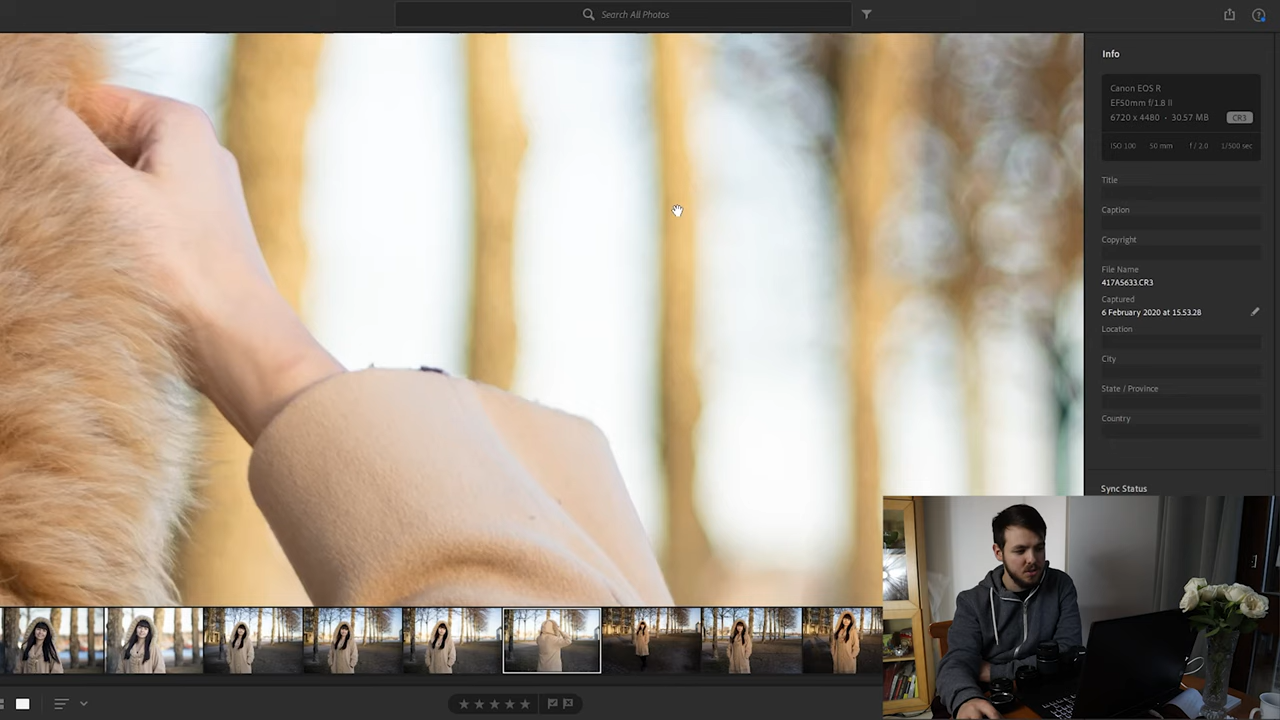 Search All Photos
Info
Canon EOS R
EF50mm f/1.8 II
6720 x 4480 • 30.57 MB CR3
ISO 100 50 mm f / 2.0 1/500 sec
Title
Caption
Copyright
File Name
417A5633.CR3
Captured
6 February 2020 at 15.53.28
Location
City
State / Province
Country
Sync Status